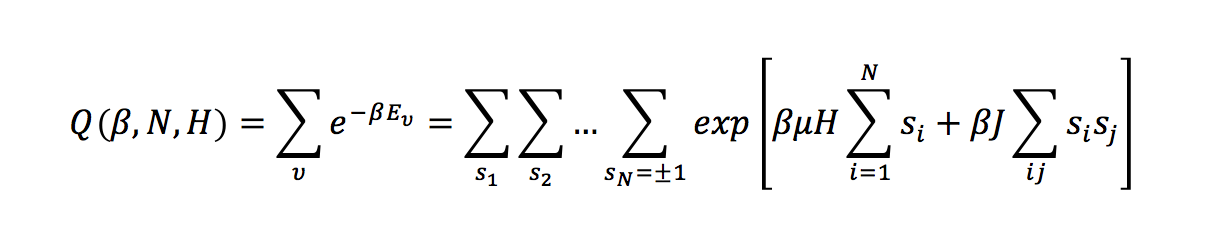 Q(β, N, H) = ∑_υ e^{−βE_υ} = ∑_{s_1} ∑_{s_2} … ∑_{s_N=±1} exp [βμH ∑_{i=1}^{N} s_i + βJ ∑_{ij} s_i s_j]